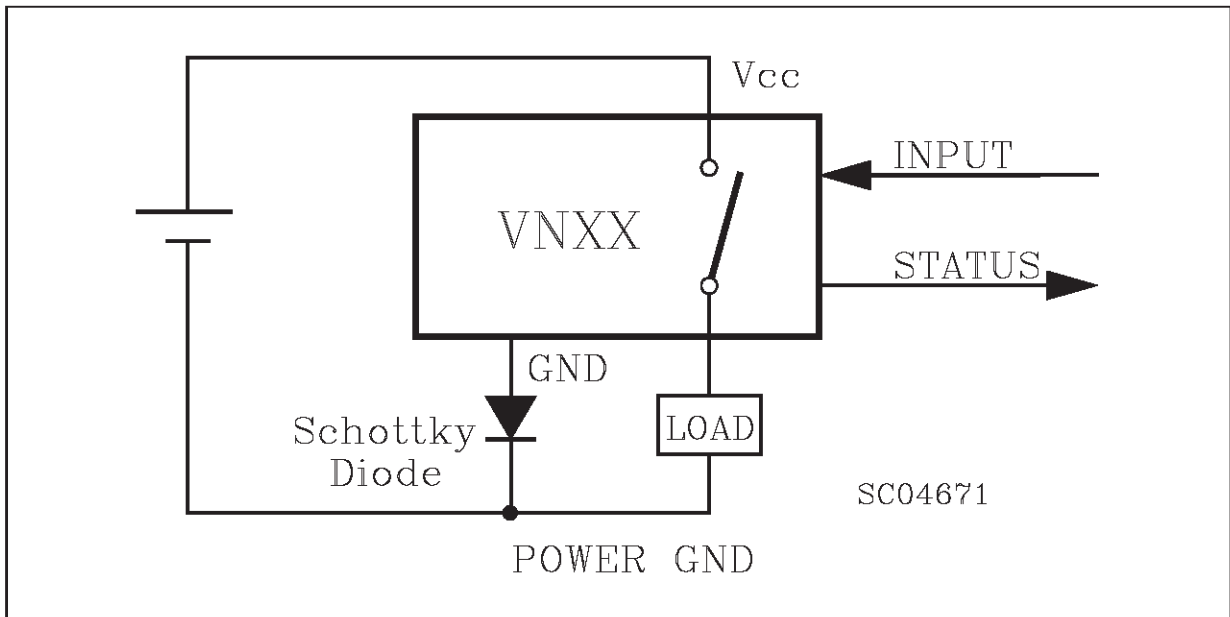 Vcc
INPUT
VNXX
STATUS
GND
Schottky
Diode
LOAD
SC04671
POWER GND